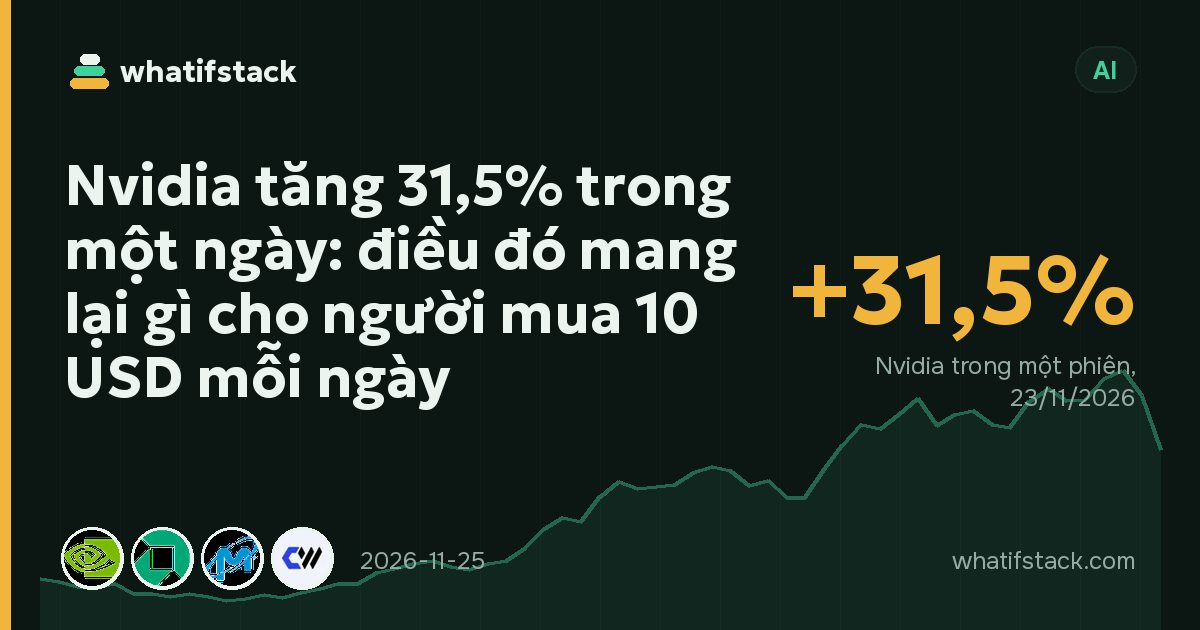 whatifstack
AI
Nvidia tăng 31,5% trong
một ngày: điều đó mang
lại gì cho người mua 10
USD mỗi ngày
+31,5%
Nvidia trong một phiên,
23/11/2026
2026-11-25
whatifstack.com